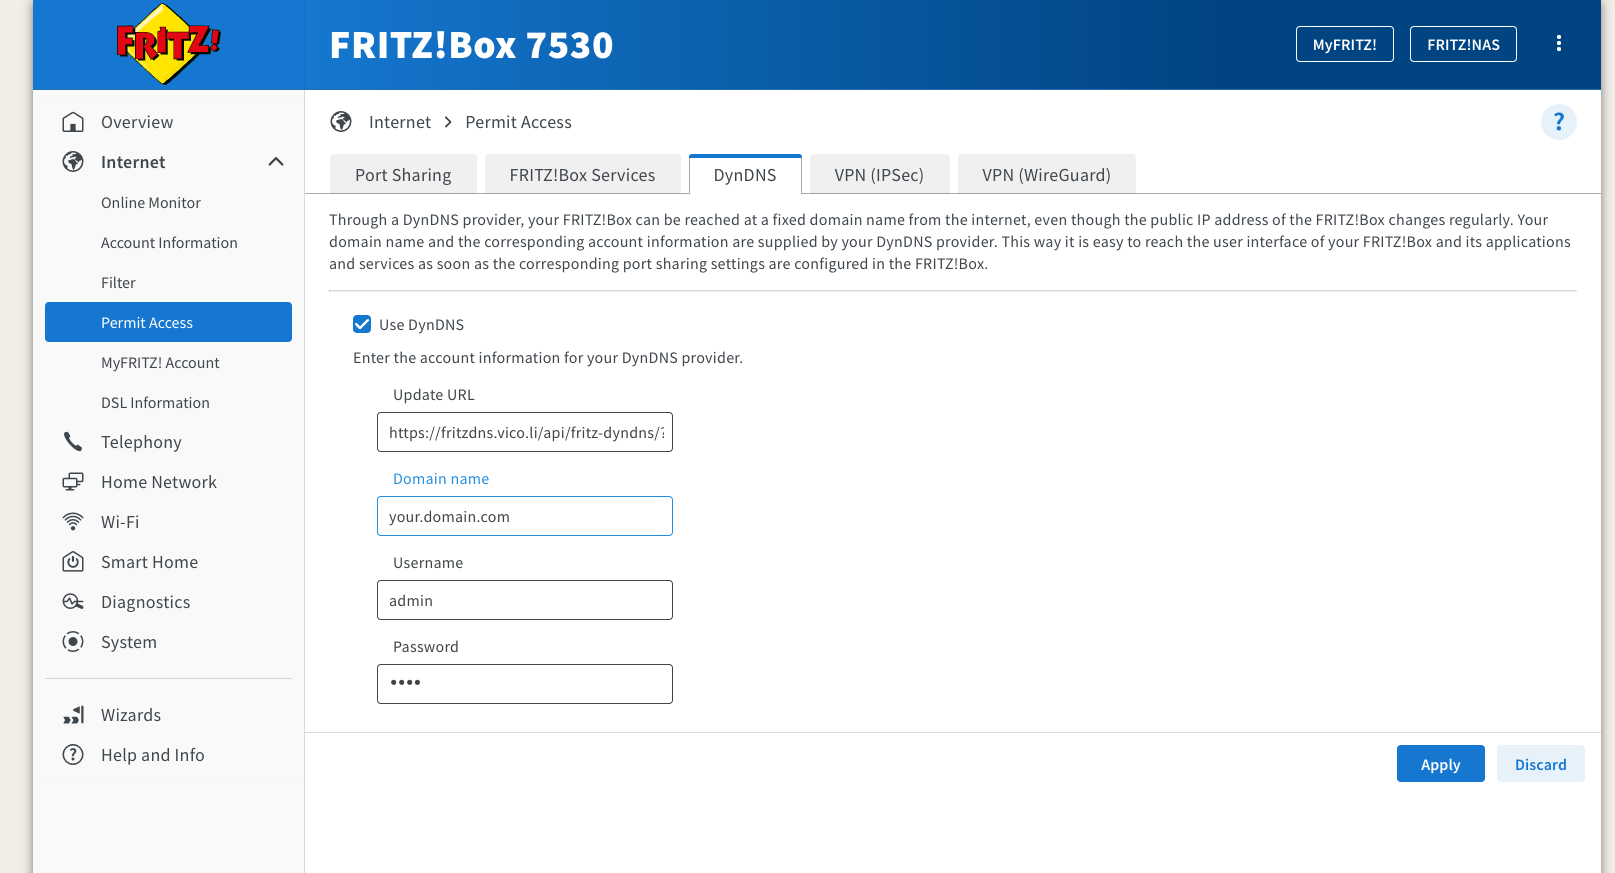 FRITZ!
FRITZ!Box 7530
MyFRITZ!
FRITZ!NAS
Overview
Internet
Online Monitor
Account Information
Filter
Permit Access
MyFRITZ! Account
DSL Information
Telephony
Home Network
Wi-Fi
Smart Home
Diagnostics
System
Wizards
Help and Info
Internet > Permit Access
?
Port Sharing
FRITZ!Box Services
DynDNS
VPN (IPSec)
VPN (WireGuard)
Through a DynDNS provider, your FRITZ!Box can be reached at a fixed domain name from the internet, even though the public IP address of the FRITZ!Box changes regularly. Your
domain name and the corresponding account information are supplied by your DynDNS provider. This way it is easy to reach the user interface of your FRITZ!Box and its applications
and services as soon as the corresponding port sharing settings are configured in the FRITZ!Box.
Use DynDNS
Enter the account information for your DynDNS provider.
Update URL
https://fritzdns.vico.li/api/fritz-dyndns/?
Domain name
your.domain.com
Username
admin
Password
••••
Apply
Discard